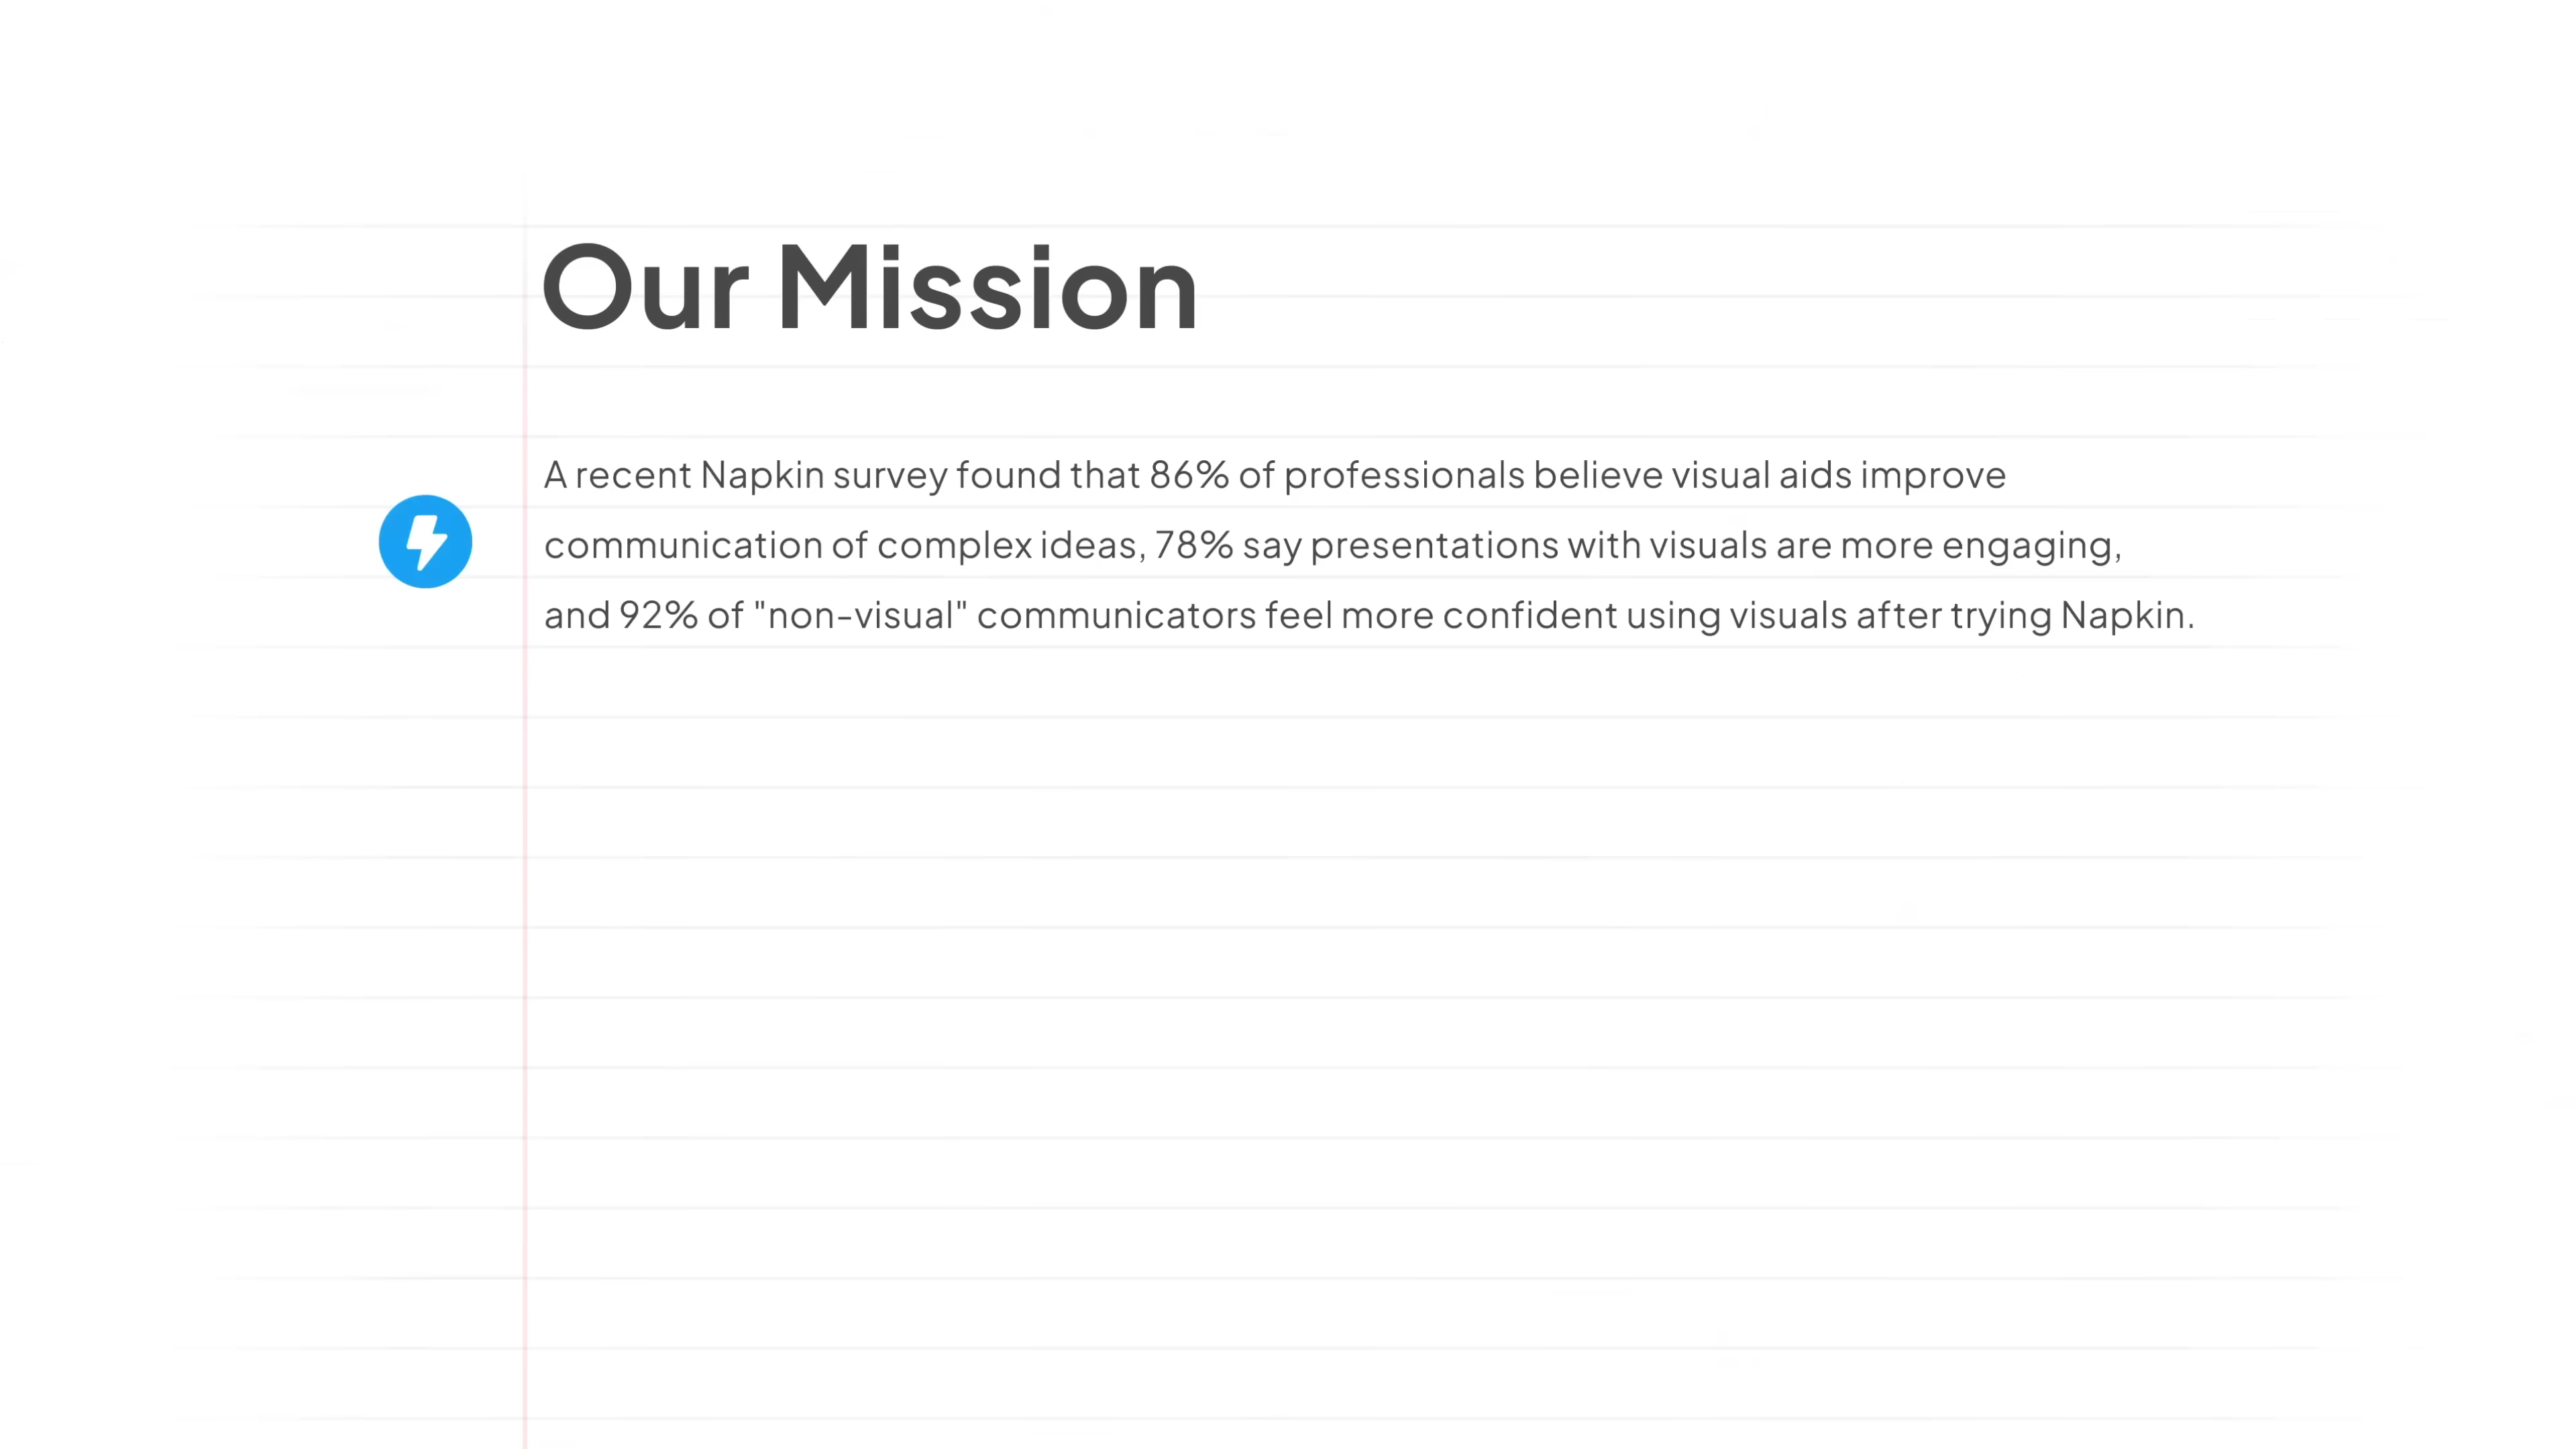 Our Mission
A recent Napkin survey found that 86% of professionals believe visual aids improve
communication of complex ideas, 78% say presentations with visuals are more engaging,
and 92% of "non-visual" communicators feel more confident using visuals after trying Napkin.